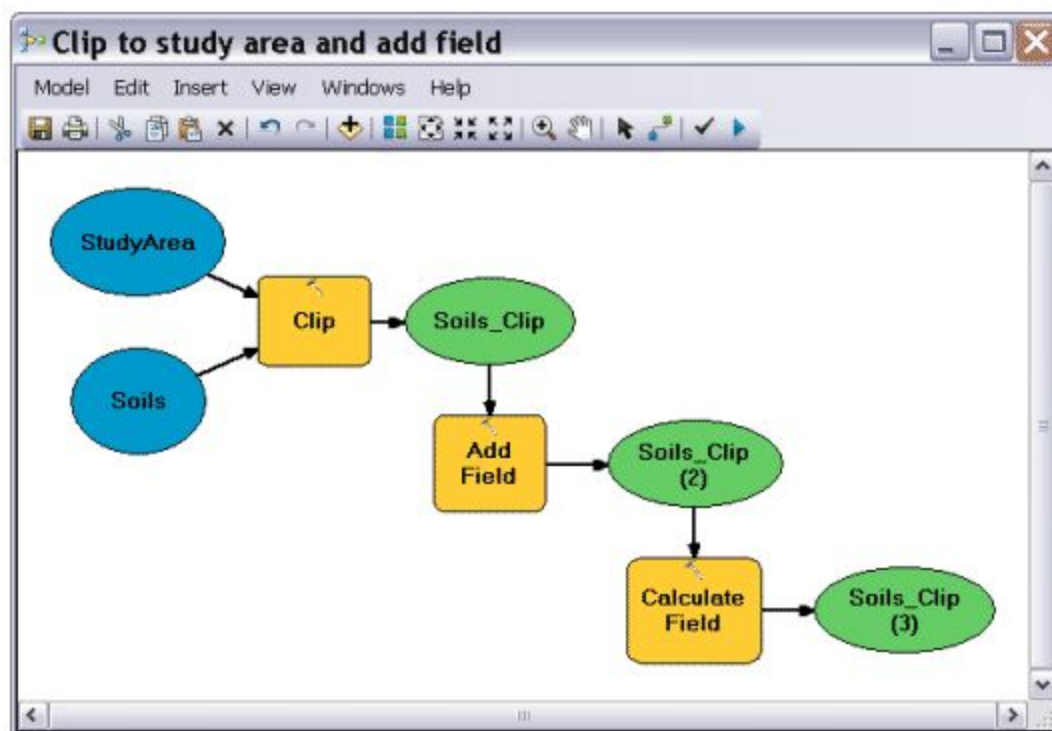 Clip to study area and add field
Model Edit Insert View Windows Help
StudyArea
Clip
Soils_Clip
Soils
Add
Field
Soils_Clip
(2)
Calculate
Field
Soils_Clip
(3)